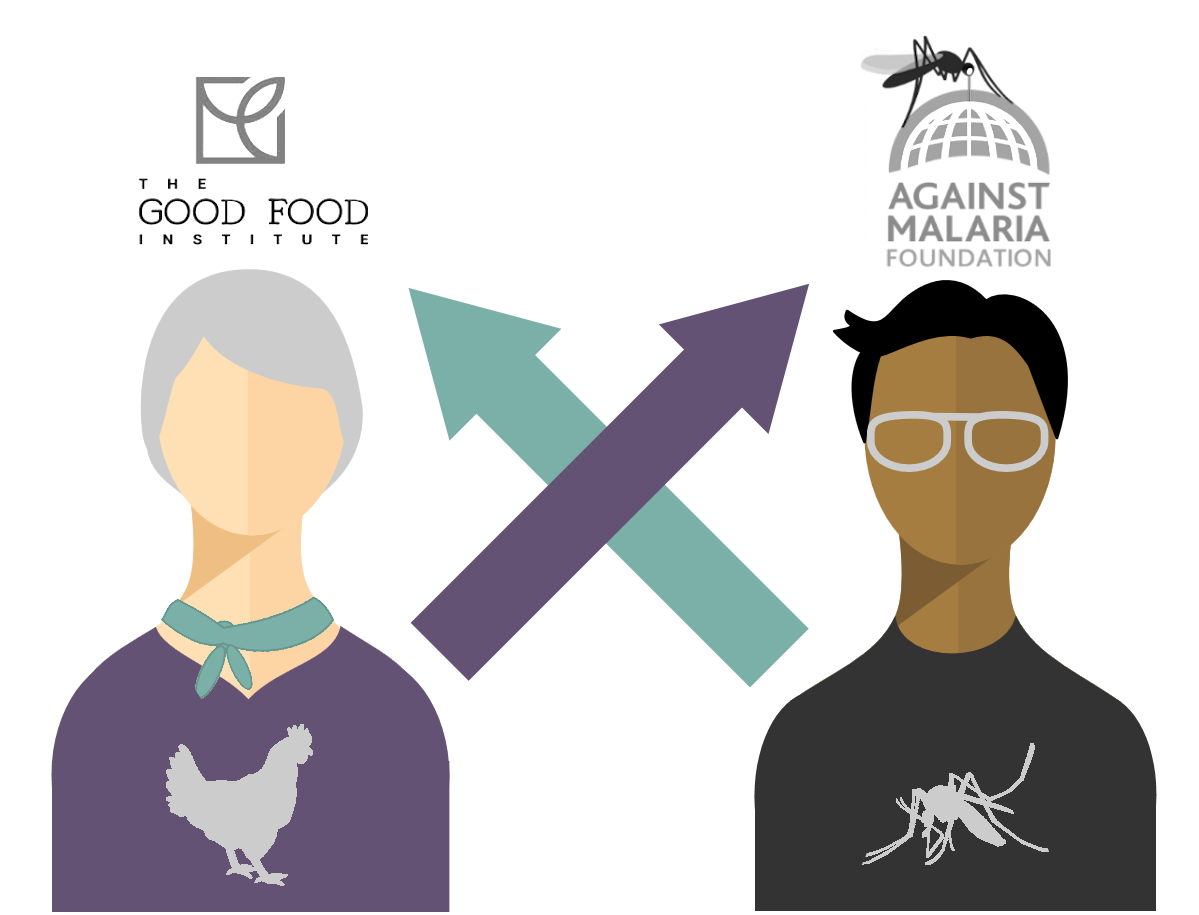 THE
GOOD FOOD
INSTITUTE
AGAINST
MALARIA
FOUNDATION